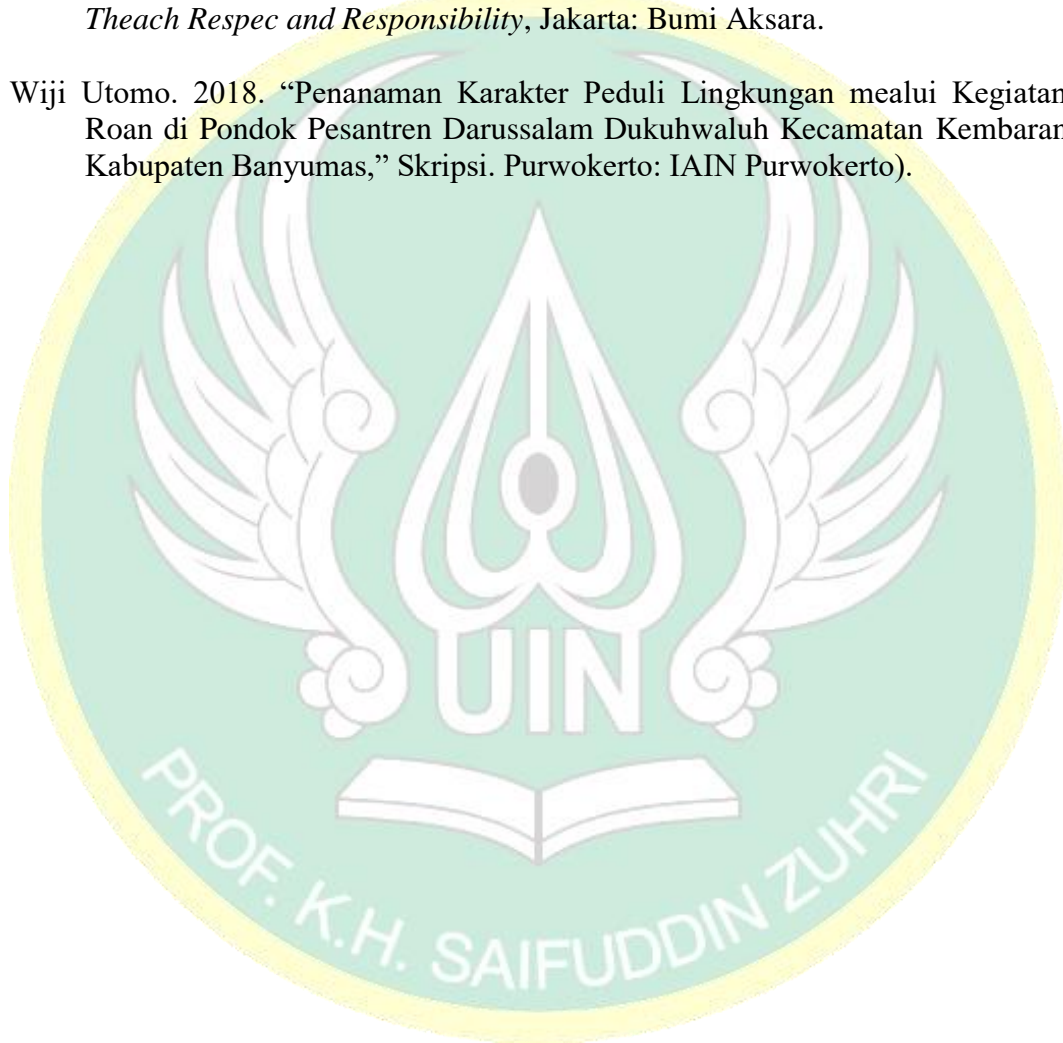 Theach Respec and Responsibility, Jakarta: Bumi Aksara.
Wiji Utomo. 2018. “Penanaman Karakter Peduli Lingkungan mealui Kegiatan
Roan di Pondok Pesantren Darussalam Dukuhwaluh Kecamatan Kembaran
Kabupaten Banyumas,” Skripsi. Purwokerto: IAIN Purwokerto).
UIN
PROF. K.H. SAIFUDDIN ZUHRI